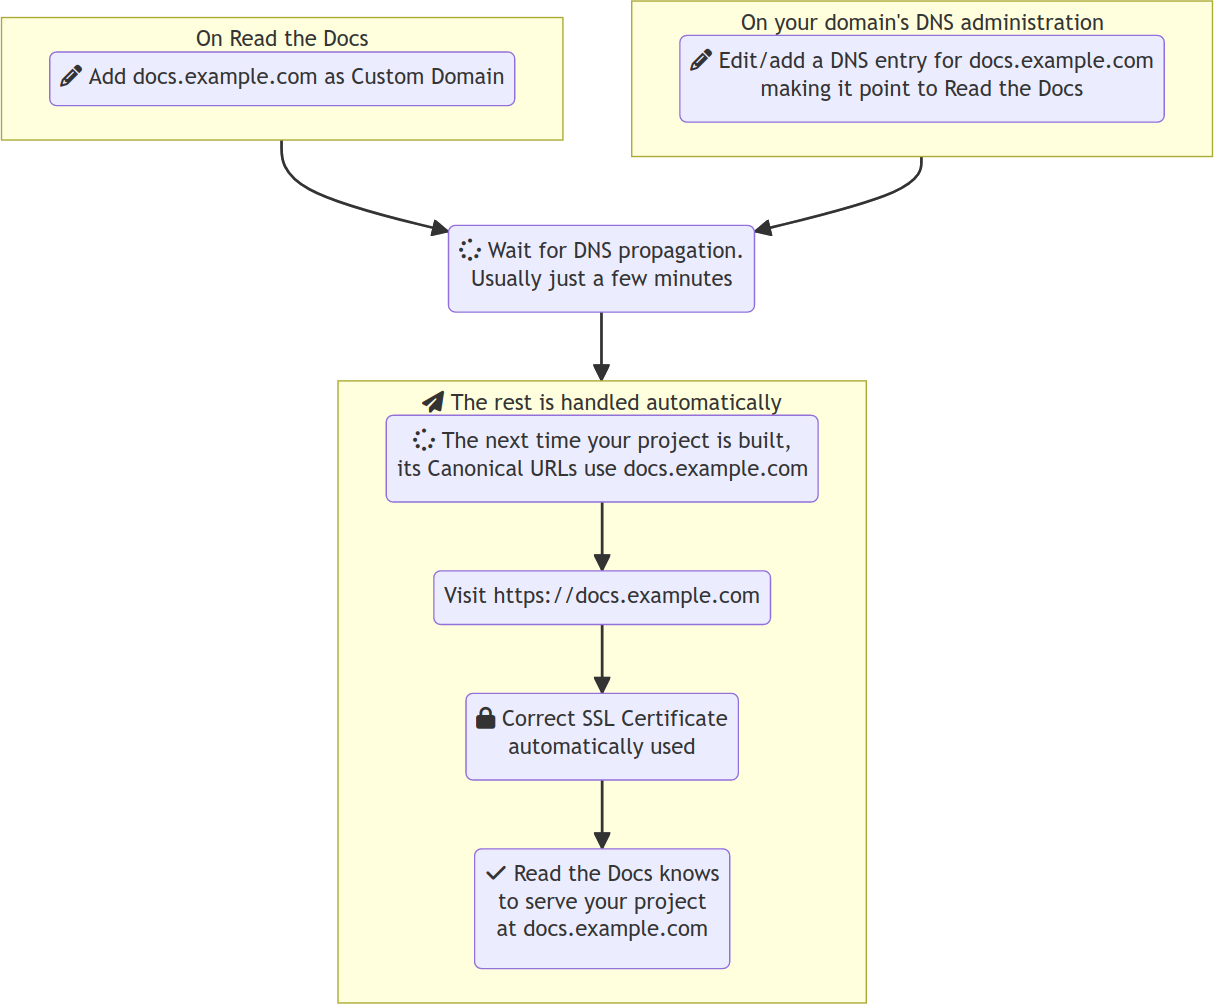 On Read the Docs
Add docs.example.com as Custom Domain
On your domain's DNS administration
Edit/add a DNS entry for docs.example.com
making it point to Read the Docs
Wait for DNS propagation.
Usually just a few minutes
The rest is handled automatically
The next time your project is built,
its Canonical URLs use docs.example.com
Visit https://docs.example.com
Correct SSL Certificate
automatically used
Read the Docs knows
to serve your project
at docs.example.com